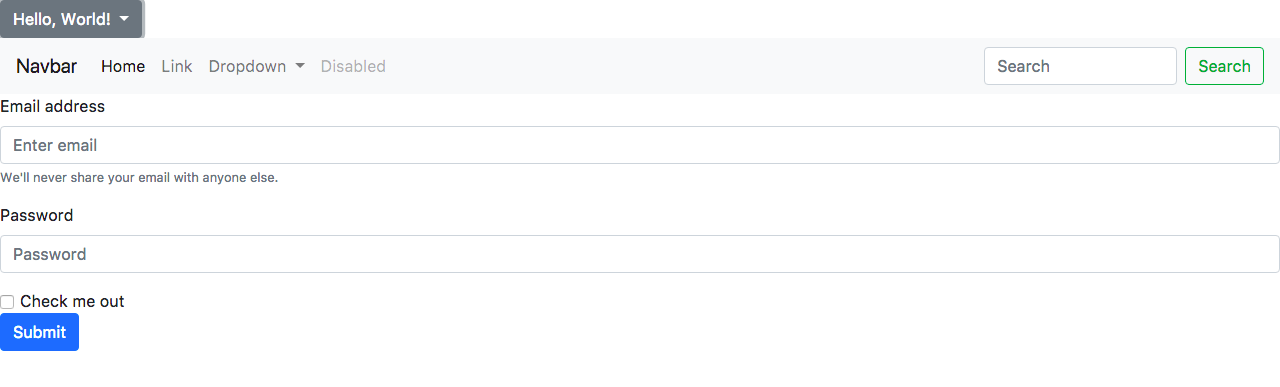 Hello, World!
Navbar Home Link Dropdown Disabled Search Search
Email address
Enter email
We'll never share your email with anyone else.
Password
Password
Check me out
Submit